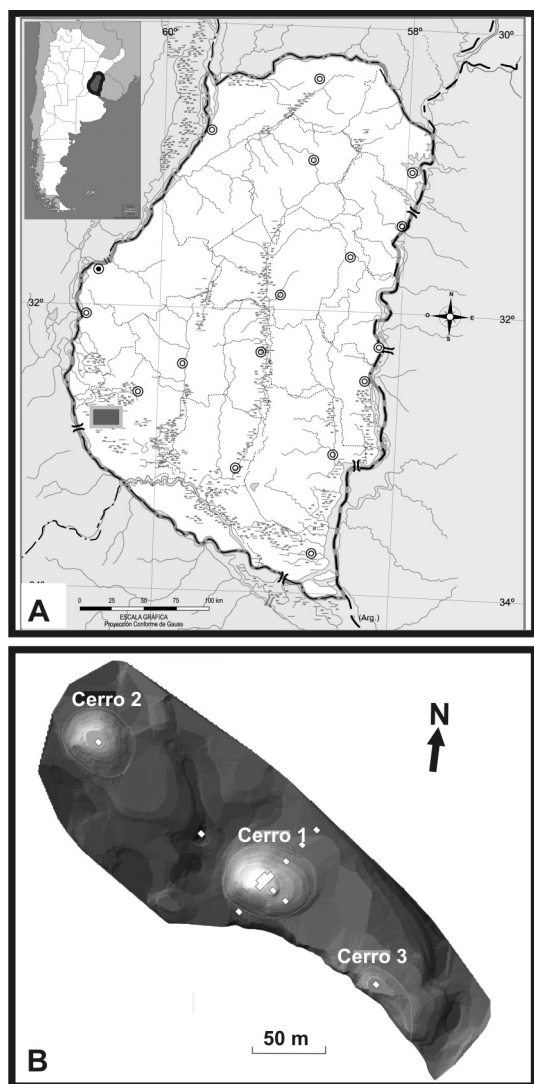 60º
58º
30º
32º
32º
N
O
E
S
A
0 25 50 75 100 km
ESCALA GRÁFICA
Proyección Conforme de Gauss
(Arg.)
34º
Cerro 2
N
Cerro 1
Cerro 3
50 m
B